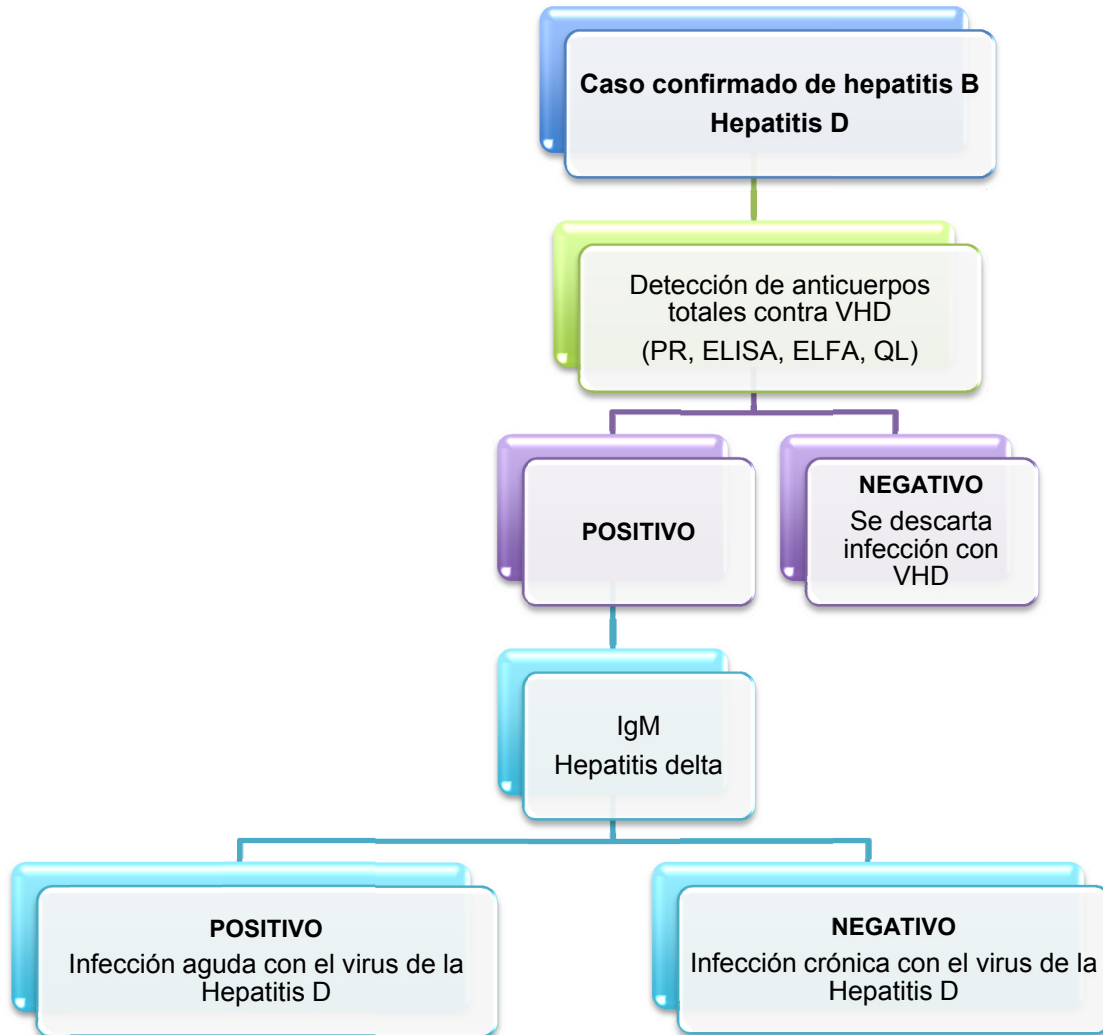 Caso confirmado de hepatitis B
Hepatitis D
Detección de anticuerpos
totales contra VHD
(PR, ELISA, ELFA, QL)
POSITIVO
NEGATIVO
Se descarta
infección con
VHD
IgM
Hepatitis delta
POSITIVO
Infección aguda con el virus de la
Hepatitis D
NEGATIVO
Infección crónica con el virus de la
Hepatitis D